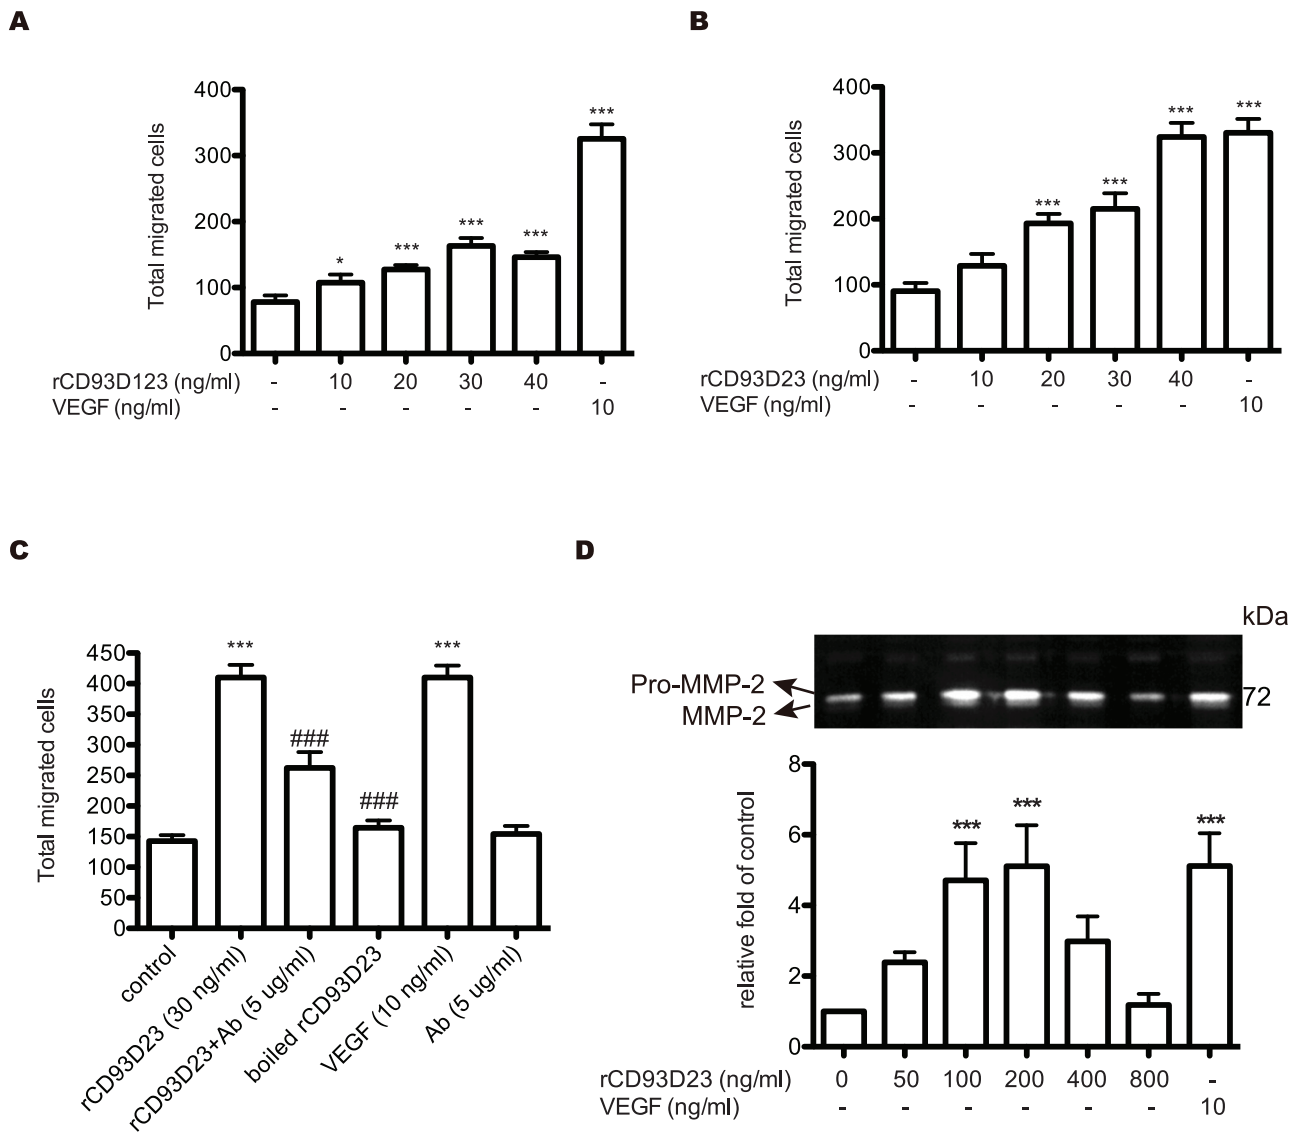 A
Total migrated cells
400
300
200
100
0
* *** *** *** ***
rCD93D123 (ng/ml) - 10 20 30 40 -
VEGF (ng/ml) - - - - - 10
B
Total migrated cells
400
300
200
100
0
*** *** *** ***
rCD93D23 (ng/ml) - 10 20 30 40 -
VEGF (ng/ml) - - - - - 10
C
Total migrated cells
450
400
350
300
250
200
150
100
50
0
*** ### ### ***
control
rCD93D23 (30 ng/ml)
rCD93D23+Ab (5 ug/ml)
boiled rCD93D23
VEGF (10 ng/ml)
Ab (5 ug/ml)
D
kDa
Pro-MMP-2
MMP-2
72
relative fold of control
8
6
4
2
0
*** *** ***
rCD93D23 (ng/ml) 0 50 100 200 400 800 -
VEGF (ng/ml) - - - - - - 10